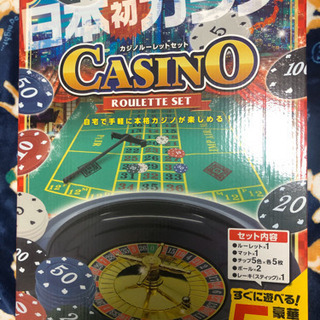 日本初カジノ
カジノルーレットセット
CASINO
ROULETTE SET
自宅で手軽に本格カジノが楽しめる
100
50
20
50
セット内容
●ルーレット×1
●マット×1
●チップ5色×各5枚
●ボール×2
●レーキ(スティック)×1
すぐに遊べる!
豪華